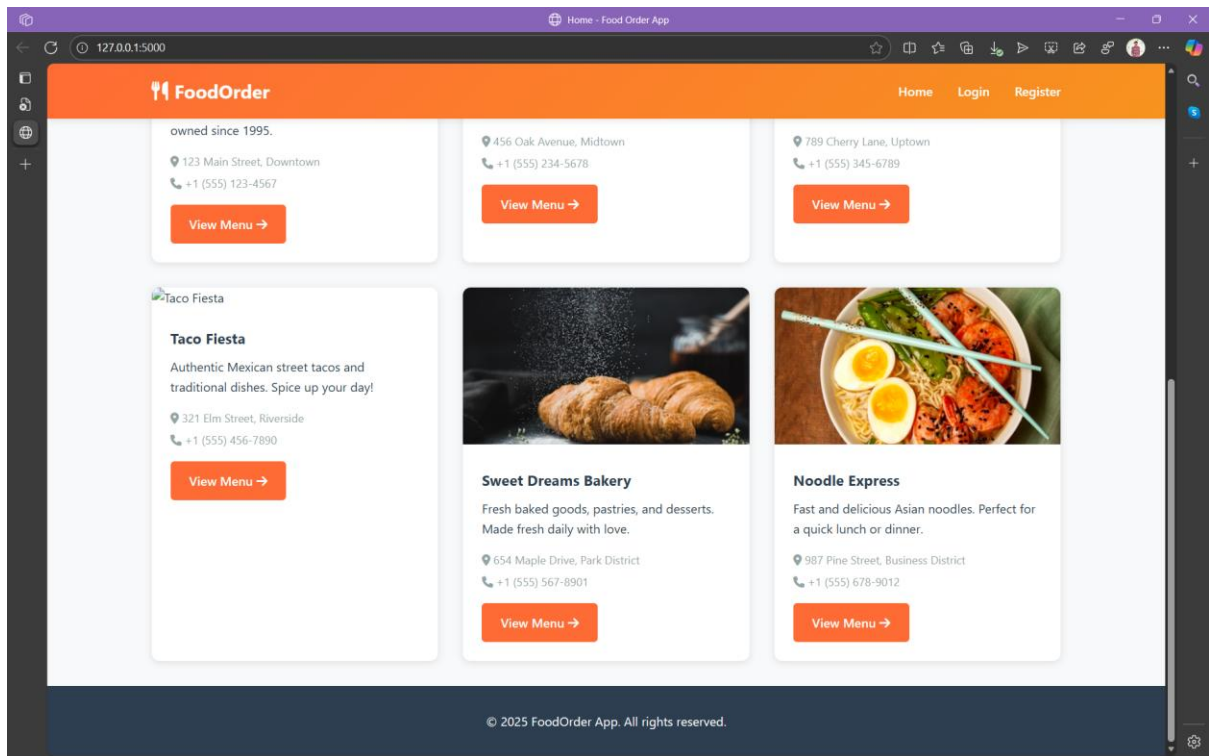 Home - Food Order App
127.0.0.1:5000
FoodOrder
Home Login Register
owned since 1995.
123 Main Street, Downtown
+1 (555) 123-4567
View Menu →
456 Oak Avenue, Midtown
+1 (555) 234-5678
View Menu →
789 Cherry Lane, Uptown
+1 (555) 345-6789
View Menu →
Taco Fiesta
Taco Fiesta
Authentic Mexican street tacos and
traditional dishes. Spice up your day!
321 Elm Street, Riverside
+1 (555) 456-7890
View Menu →
Sweet Dreams Bakery
Fresh baked goods, pastries, and desserts.
Made fresh daily with love.
654 Maple Drive, Park District
+1 (555) 567-8901
View Menu →
Noodle Express
Fast and delicious Asian noodles. Perfect for
a quick lunch or dinner.
987 Pine Street, Business District
+1 (555) 678-9012
View Menu →
© 2025 FoodOrder App. All rights reserved.